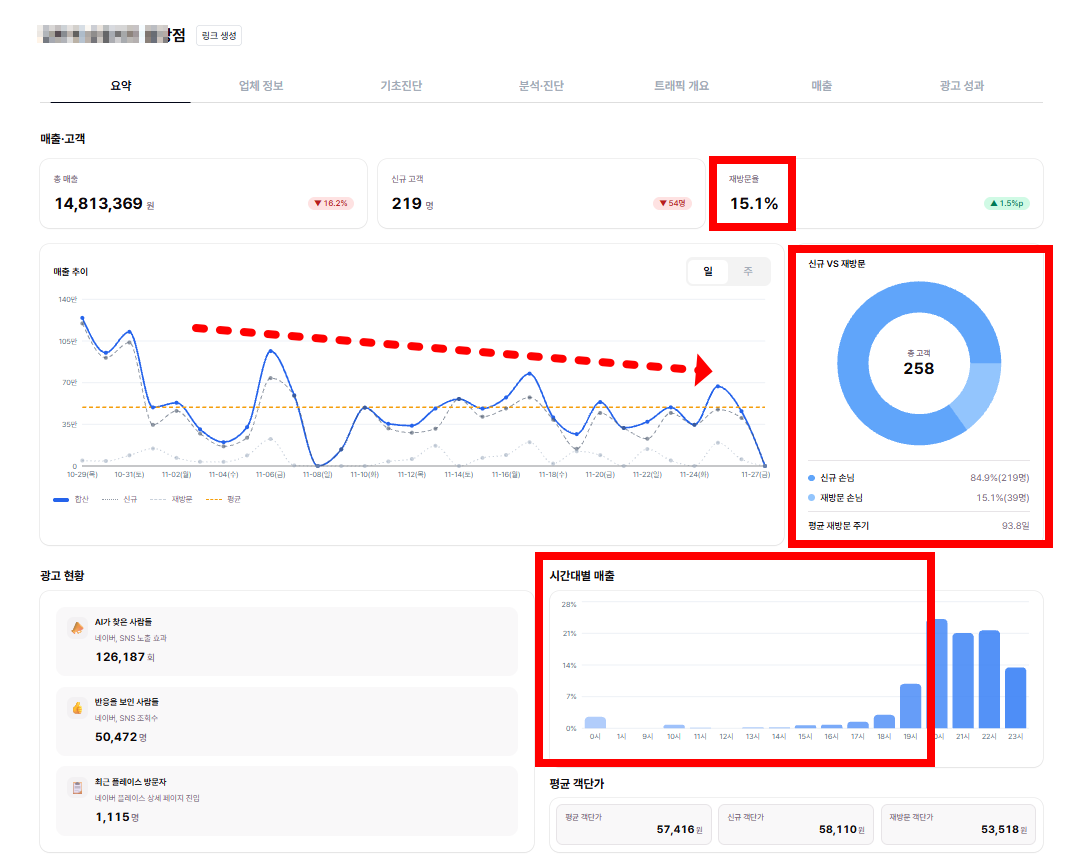 점 링크 생성
요약 업체 정보 기초진단 분석·진단 트래픽 개요 매출 광고 성과
매출·고객
총 매출
14,813,369 원 ▼ 16.2%
신규 고객
219 명 ▼ 54명
재방문율
15.1% ▲ 1.5%p
매출 추이 일 주
140만
105만
70만
35만
0
10-29(목) 10-31(토) 11-02(월) 11-04(수) 11-06(금) 11-08(일) 11-10(화) 11-12(목) 11-14(토) 11-16(월) 11-18(수) 11-20(금) 11-22(일) 11-24(화) 11-27(금)
합산 신규 재방문 평균
신규 VS 재방문
총 고객
258
신규 손님 84.9%(219명)
재방문 손님 15.1%(39명)
평균 재방문 주기 93.8일
광고 현황
AI가 찾은 사람들
네이버, SNS 노출 효과
126,187 회
반응을 보인 사람들
네이버, SNS 조회수
50,472 명
최근 플레이스 방문자
네이버 플레이스 상세 페이지 진입
1,115 명
시간대별 매출
28%
21%
14%
7%
0%
0시 1시 9시 10시 11시 12시 13시 14시 15시 16시 17시 18시 19시 0시 21시 22시 23시
평균 객단가
평균 객단가
57,416 원
신규 객단가
58,110 원
재방문 객단가
53,518 원